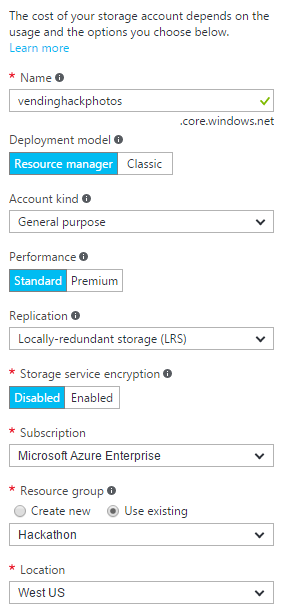 The cost of your storage account depends on the
usage and the options you choose below.
Learn more
* Name
vendinghackphotos
.core.windows.net
Deployment model
Resource manager Classic
Account kind
General purpose
Performance
Standard Premium
Replication
Locally-redundant storage (LRS)
* Storage service encryption
Disabled Enabled
* Subscription
Microsoft Azure Enterprise
* Resource group
Create new Use existing
Hackathon
* Location
West US